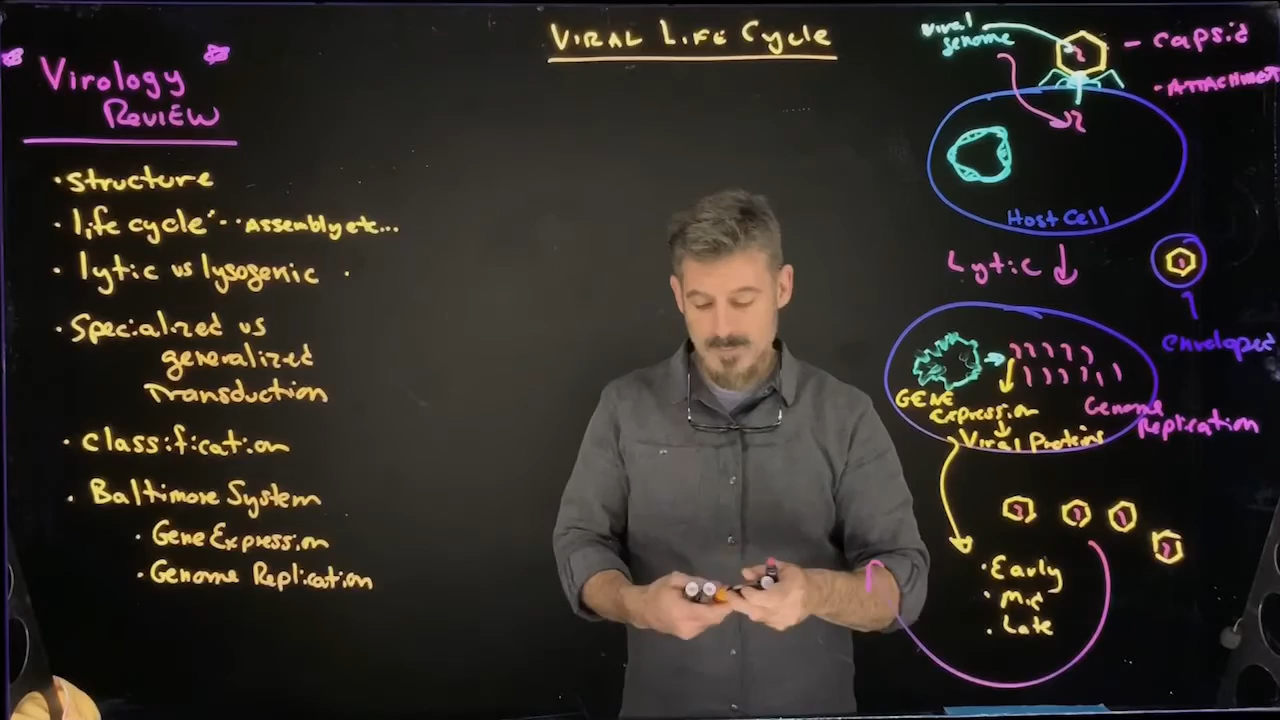 Virology
Review
· structure
· life cycle -- · Assembly etc...
· lytic vs lysogenic ·
· Specialized vs
generalized
Transduction
· Classification
· Baltimore System
· Gene Expression
· Genome Replication
Viral Life Cycle
viral
genome
- capsid
· ATTACHMENT
Host Cell
Lytic
enveloped
GENE
Expression
Viral Proteins
Genome
Replication
· Early
· Mid
· Late